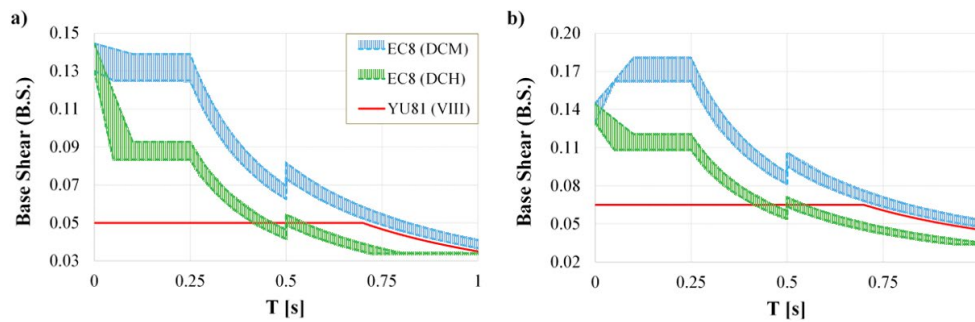 a)
Base Shear (B.S.)
0.15
0.13
0.11
0.09
0.07
0.05
0.03
0
0.25
0.5
0.75
1
T [s]
EC8 (DCM)
EC8 (DCH)
YU81 (VIII)
b)
Base Shear (B.S.)
0.20
0.17
0.14
0.11
0.08
0.05
0.02
0
0.25
0.5
0.75
T [s]